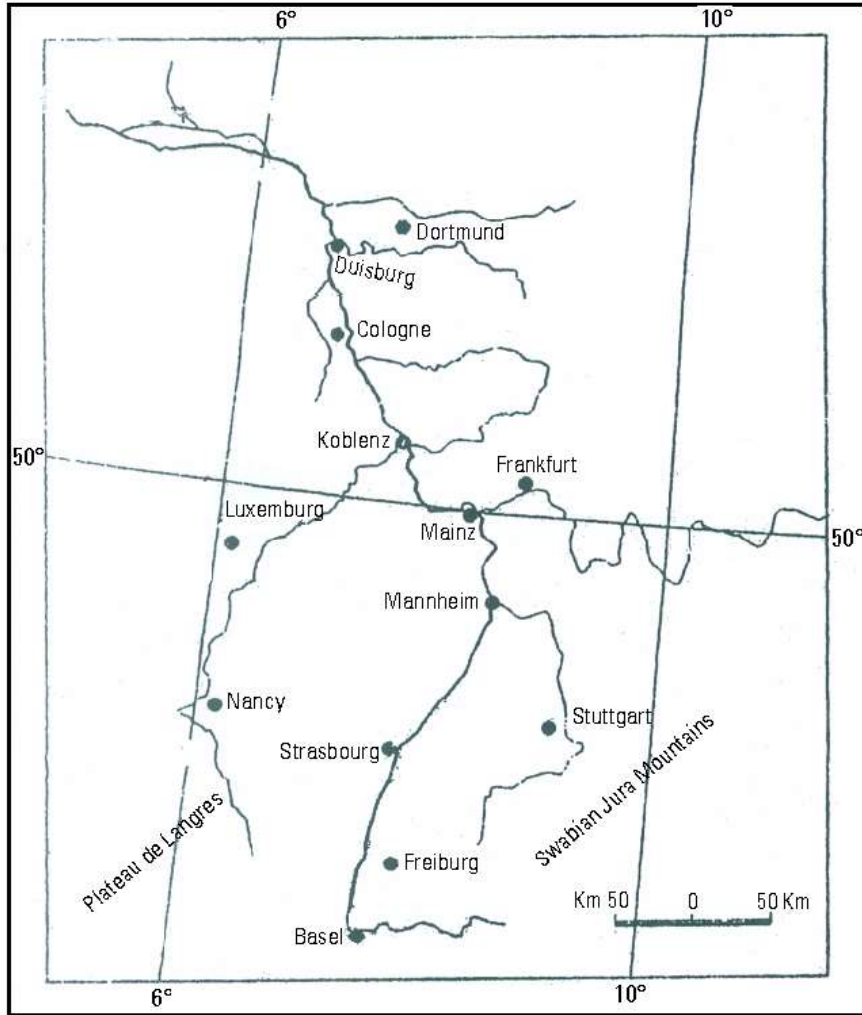 6°
10°
Dortmund
Duisburg
Cologne
Koblenz
50°
Frankfurt
Luxemburg
Mainz
50°
Mannheim
Nancy
Stuttgart
Strasbourg
Swabian Jura Mountains
Plateau de Langres
Freiburg
Km 50 0 50 Km
Basel
6°
10°